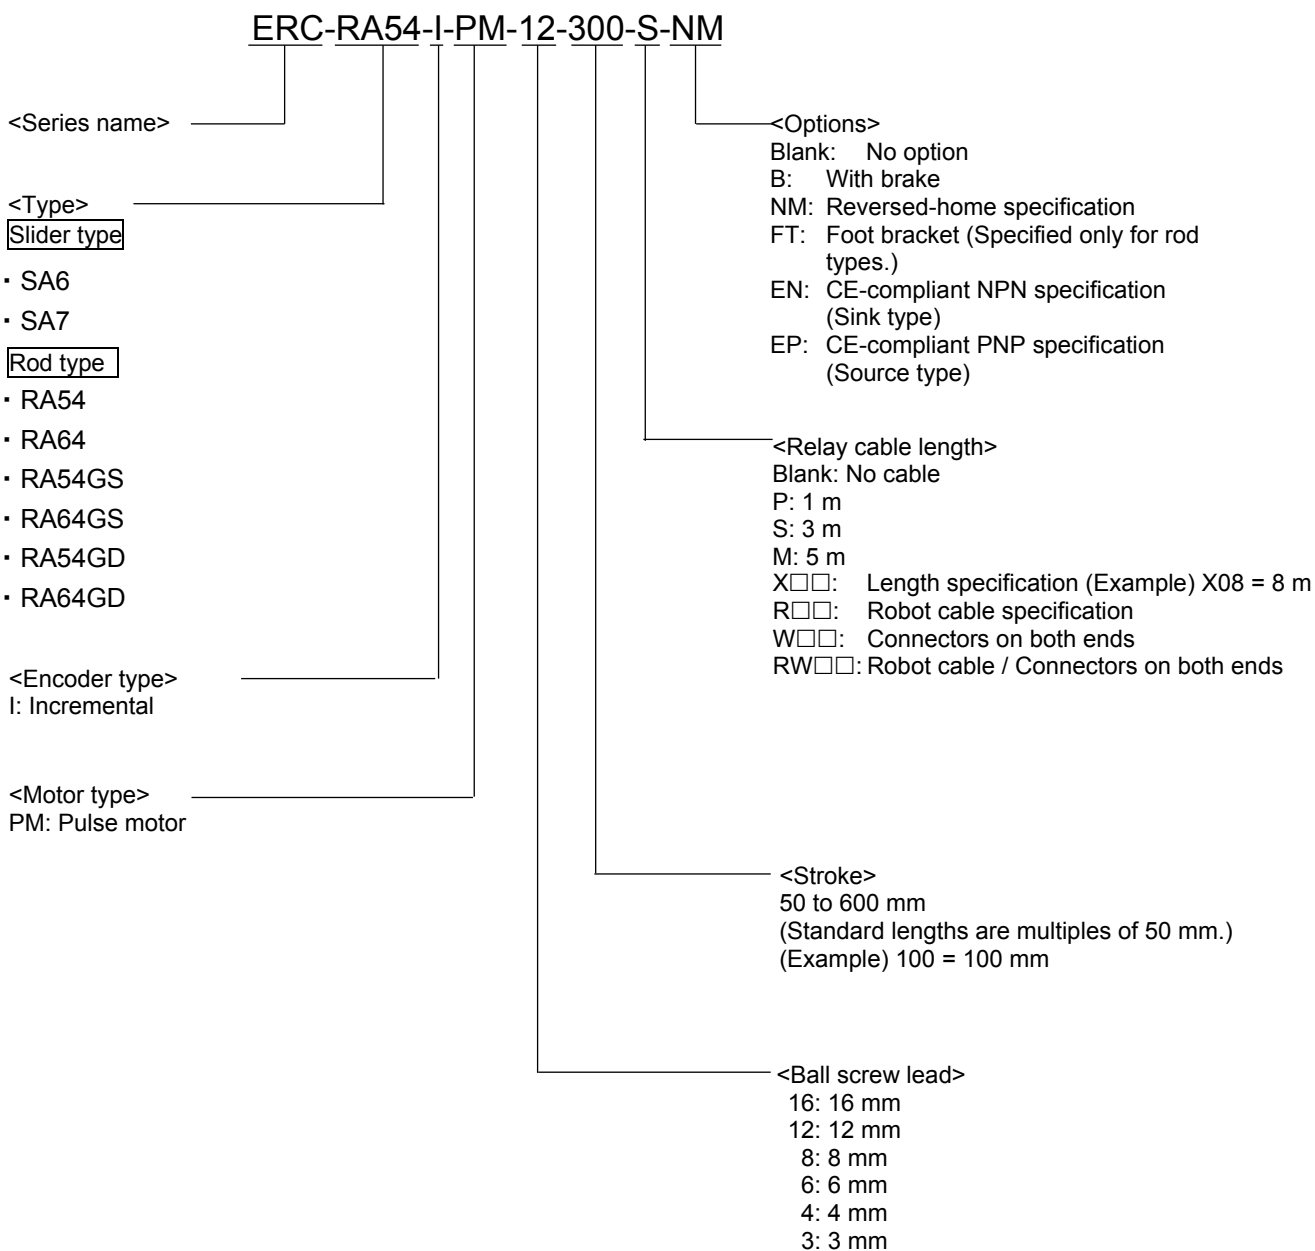 ERC-RA54-I-PM-12-300-S-NM
<Series name>
<Type>
Slider type
・SA6
・SA7
Rod type
・RA54
・RA64
・RA54GS
・RA64GS
・RA54GD
・RA64GD
<Encoder type>
I: Incremental
<Motor type>
PM: Pulse motor
<Options>
Blank: No option
B: With brake
NM: Reversed-home specification
FT: Foot bracket (Specified only for rod
types.)
EN: CE-compliant NPN specification
(Sink type)
EP: CE-compliant PNP specification
(Source type)
<Relay cable length>
Blank: No cable
P: 1 m
S: 3 m
M: 5 m
X□□: Length specification (Example) X08 = 8 m
R□□: Robot cable specification
W□□: Connectors on both ends
RW□□: Robot cable / Connectors on both ends
<Stroke>
50 to 600 mm
(Standard lengths are multiples of 50 mm.)
(Example) 100 = 100 mm
<Ball screw lead>
16: 16 mm
12: 12 mm
8: 8 mm
6: 6 mm
4: 4 mm
3: 3 mm